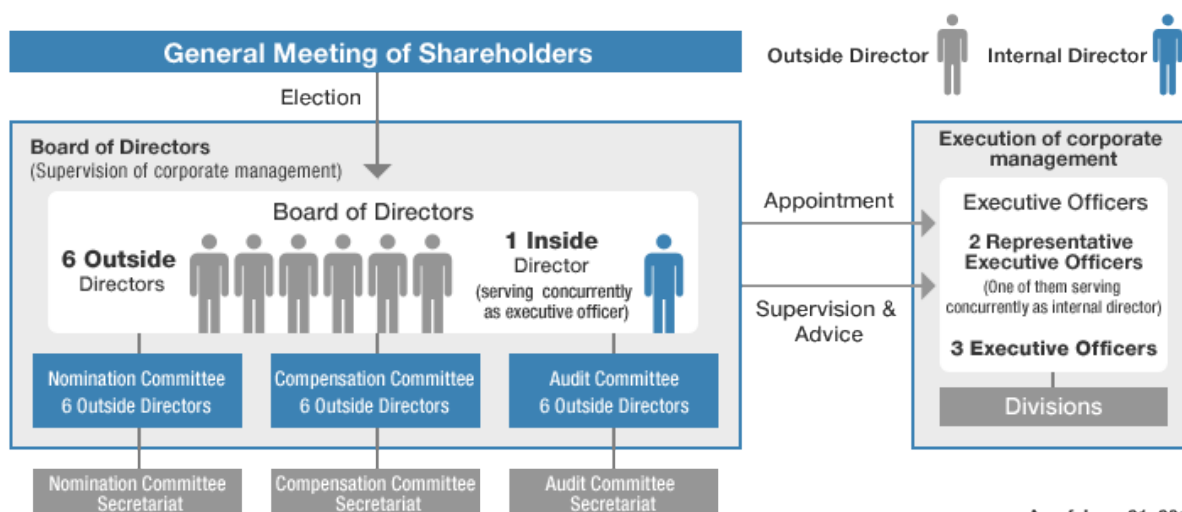 General Meeting of Shareholders
Outside Director
Internal Director
Election
Board of Directors
(Supervision of corporate management)
Board of Directors
6 Outside
Directors
1 Inside
Director
(serving concurrently
as executive officer)
Nomination Committee
6 Outside Directors
Compensation Committee
6 Outside Directors
Audit Committee
6 Outside Directors
Nomination Committee
Secretariat
Compensation Committee
Secretariat
Audit Committee
Secretariat
Appointment
Supervision &
Advice
Execution of corporate
management
Executive Officers
2 Representative
Executive Officers
(One of them serving
concurrently as internal director)
3 Executive Officers
Divisions